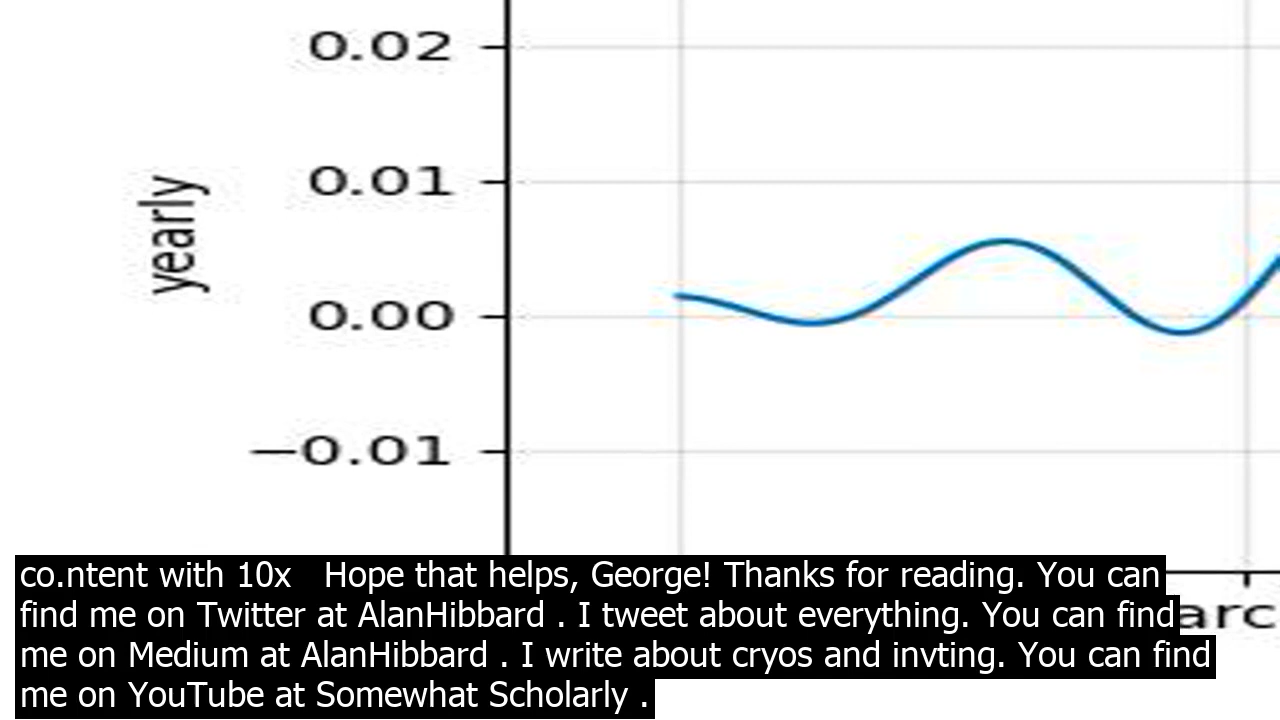 0.02
0.01
yearly
0.00
−0.01
arc
co.ntent with 10x   Hope that helps, George! Thanks for reading. You can
find me on Twitter at AlanHibbard . I tweet about everything. You can find
me on Medium at AlanHibbard . I write about cryos and invting. You can find
me on YouTube at Somewhat Scholarly .